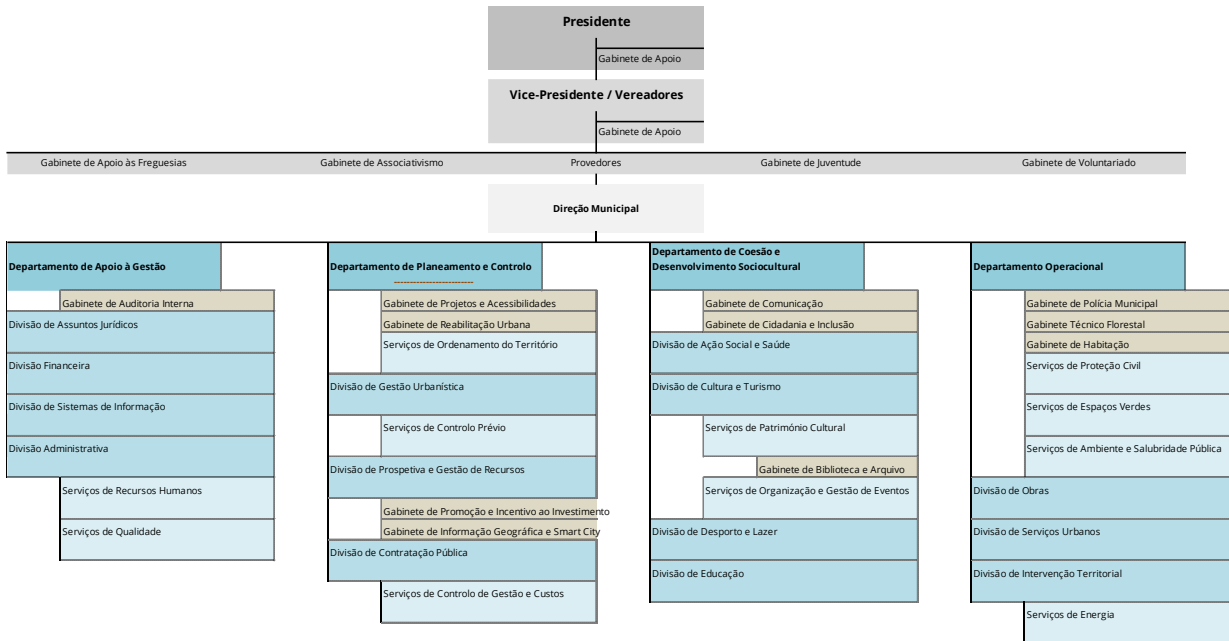 Presidente
Gabinete de Apoio
Vice-Presidente / Vereadores
Gabinete de Apoio
Gabinete de Apoio às Freguesias
Gabinete de Associativismo
Provedores
Gabinete de Juventude
Gabinete de Voluntariado
Direção Municipal
Departamento de Apoio à Gestão
Gabinete de Auditoria Interna
Divisão de Assuntos Jurídicos
Divisão Financeira
Divisão de Sistemas de Informação
Divisão Administrativa
Serviços de Recursos Humanos
Serviços de Qualidade
Departamento de Planeamento e Controlo
Gabinete de Projetos e Acessibilidades
Gabinete de Reabilitação Urbana
Serviços de Ordenamento do Território
Divisão de Gestão Urbanística
Serviços de Controlo Prévio
Divisão de Prospetiva e Gestão de Recursos
Gabinete de Promoção e Incentivo ao Investimento
Gabinete de Informação Geográfica e Smart City
Divisão de Contratação Pública
Serviços de Controlo de Gestão e Custos
Departamento de Coesão e
Desenvolvimento Sociocultural
Gabinete de Comunicação
Gabinete de Cidadania e Inclusão
Divisão de Ação Social e Saúde
Divisão de Cultura e Turismo
Serviços de Património Cultural
Gabinete de Biblioteca e Arquivo
Serviços de Organização e Gestão de Eventos
Divisão de Desporto e Lazer
Divisão de Educação
Departamento Operacional
Gabinete de Polícia Municipal
Gabinete Técnico Florestal
Gabinete de Habitação
Serviços de Proteção Civil
Serviços de Espaços Verdes
Serviços de Ambiente e Salubridade Pública
Divisão de Obras
Divisão de Serviços Urbanos
Divisão de Intervenção Territorial
Serviços de Energia